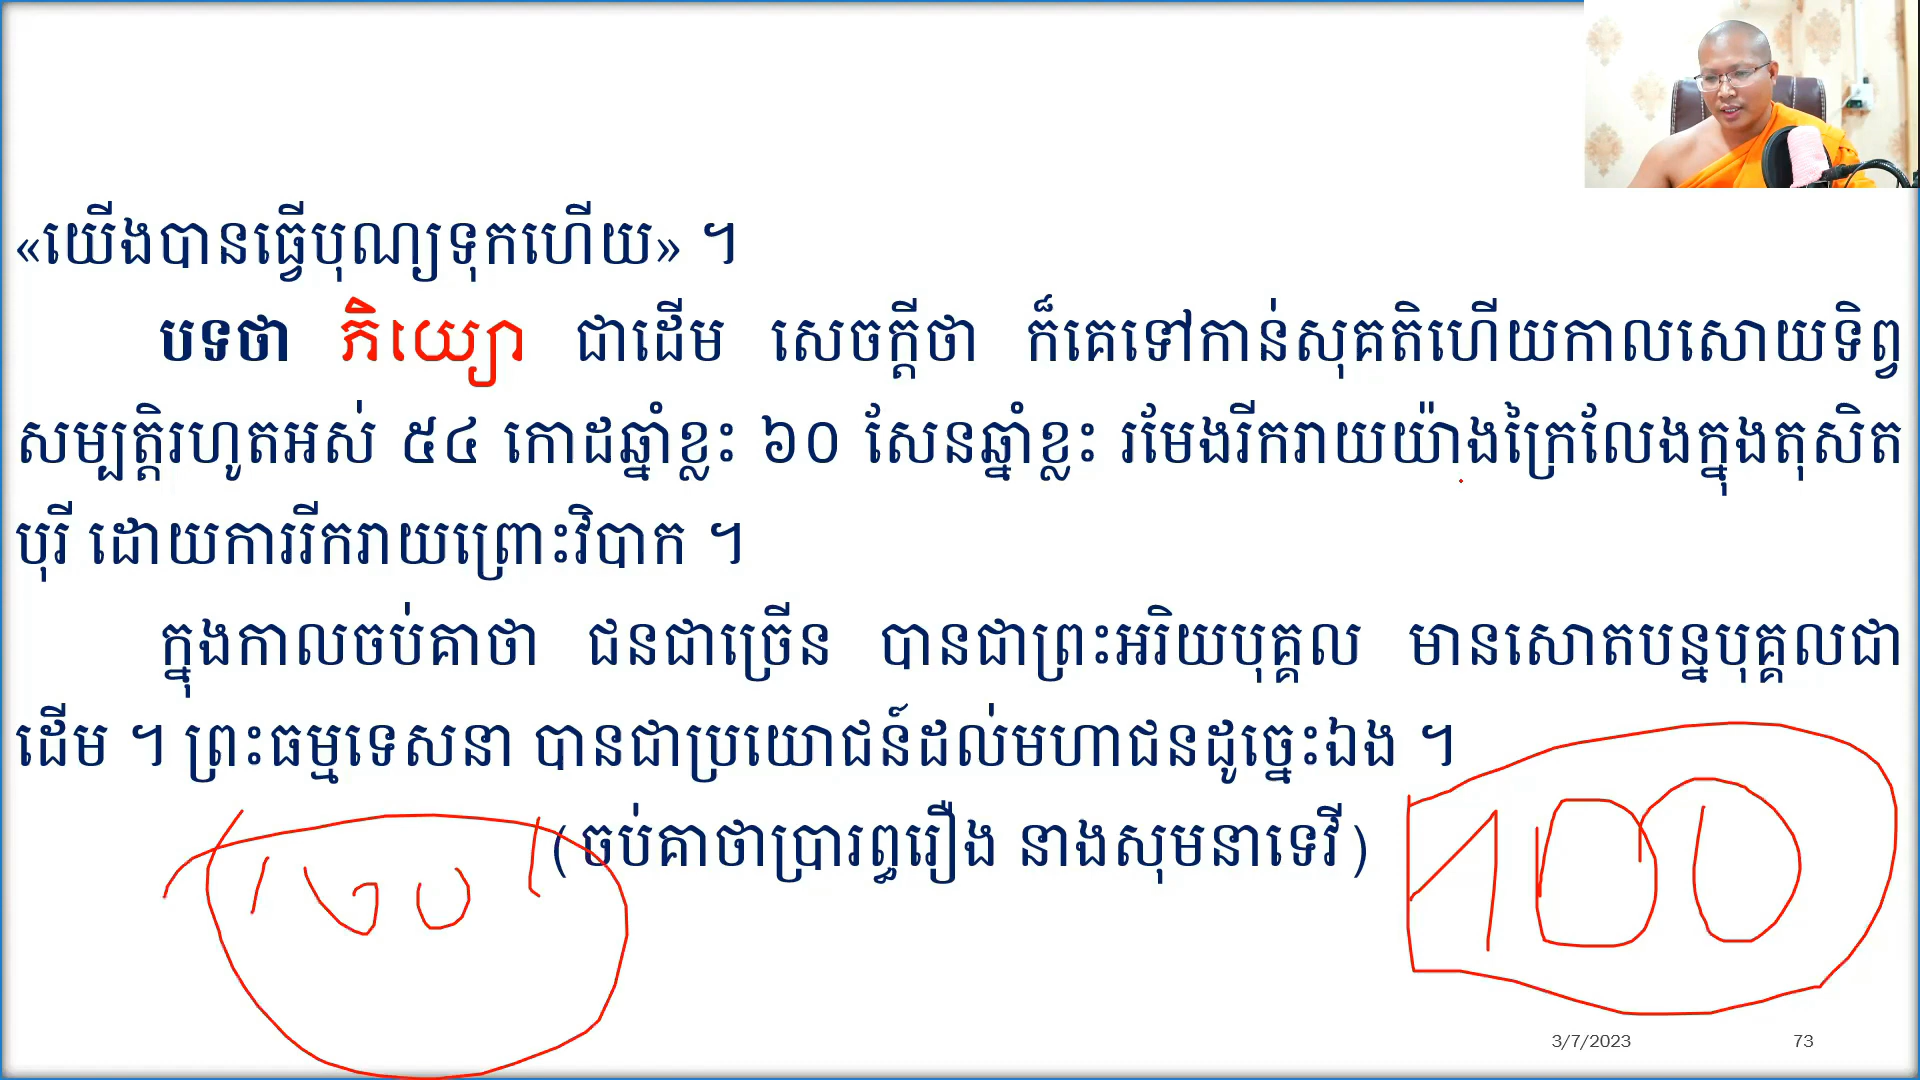 «យើងបានធ្វើបុណ្យទុកហើយ» ។
បទថា ភិយ្យោ ជាដើម សេចក្តីថា ក៏គេទៅកាន់សុគតិហើយកាលសោយទិព្វ
សម្បត្តិរហូតអស់ ៥៤ កោដឆ្នាំខ្លះ ៦០ សែនឆ្នាំខ្លះ រមែងរីករាយយ៉ាងក្រៃលែងក្នុងតុសិត
បុរី ដោយការរីករាយព្រោះវិបាក ។
ក្នុងកាលចប់គាថា ជនជាច្រើន បានជាព្រះអរិយបុគ្គល មានសោតបន្នបុគ្គលជា
ដើម ។ ព្រះធម្មទេសនា បានជាប្រយោជន៍ដល់មហាជនដូច្នេះឯង ។
(ចប់គាថាប្រារព្ធរឿង នាងសុមនាទេវី)
100
3/7/2023 73